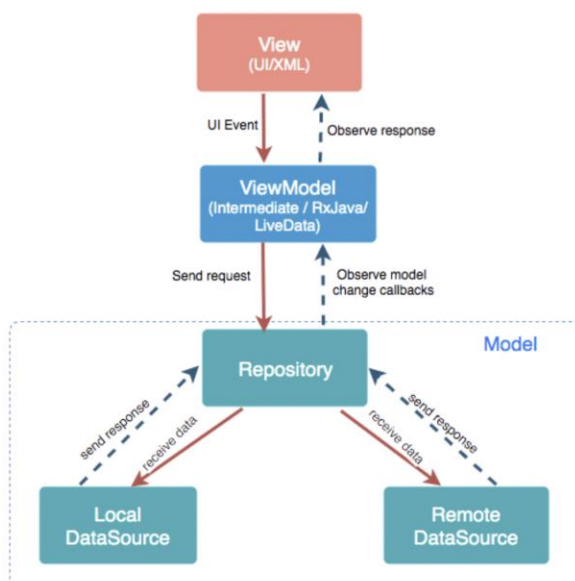 View
(UI/XML)
UI Event
Observe response
ViewModel
(Intermediate / RxJava/
LiveData)
Send request
Observe model
change callbacks
Model
Repository
send response
receive data
receive data
send response
Local
DataSource
Remote
DataSource